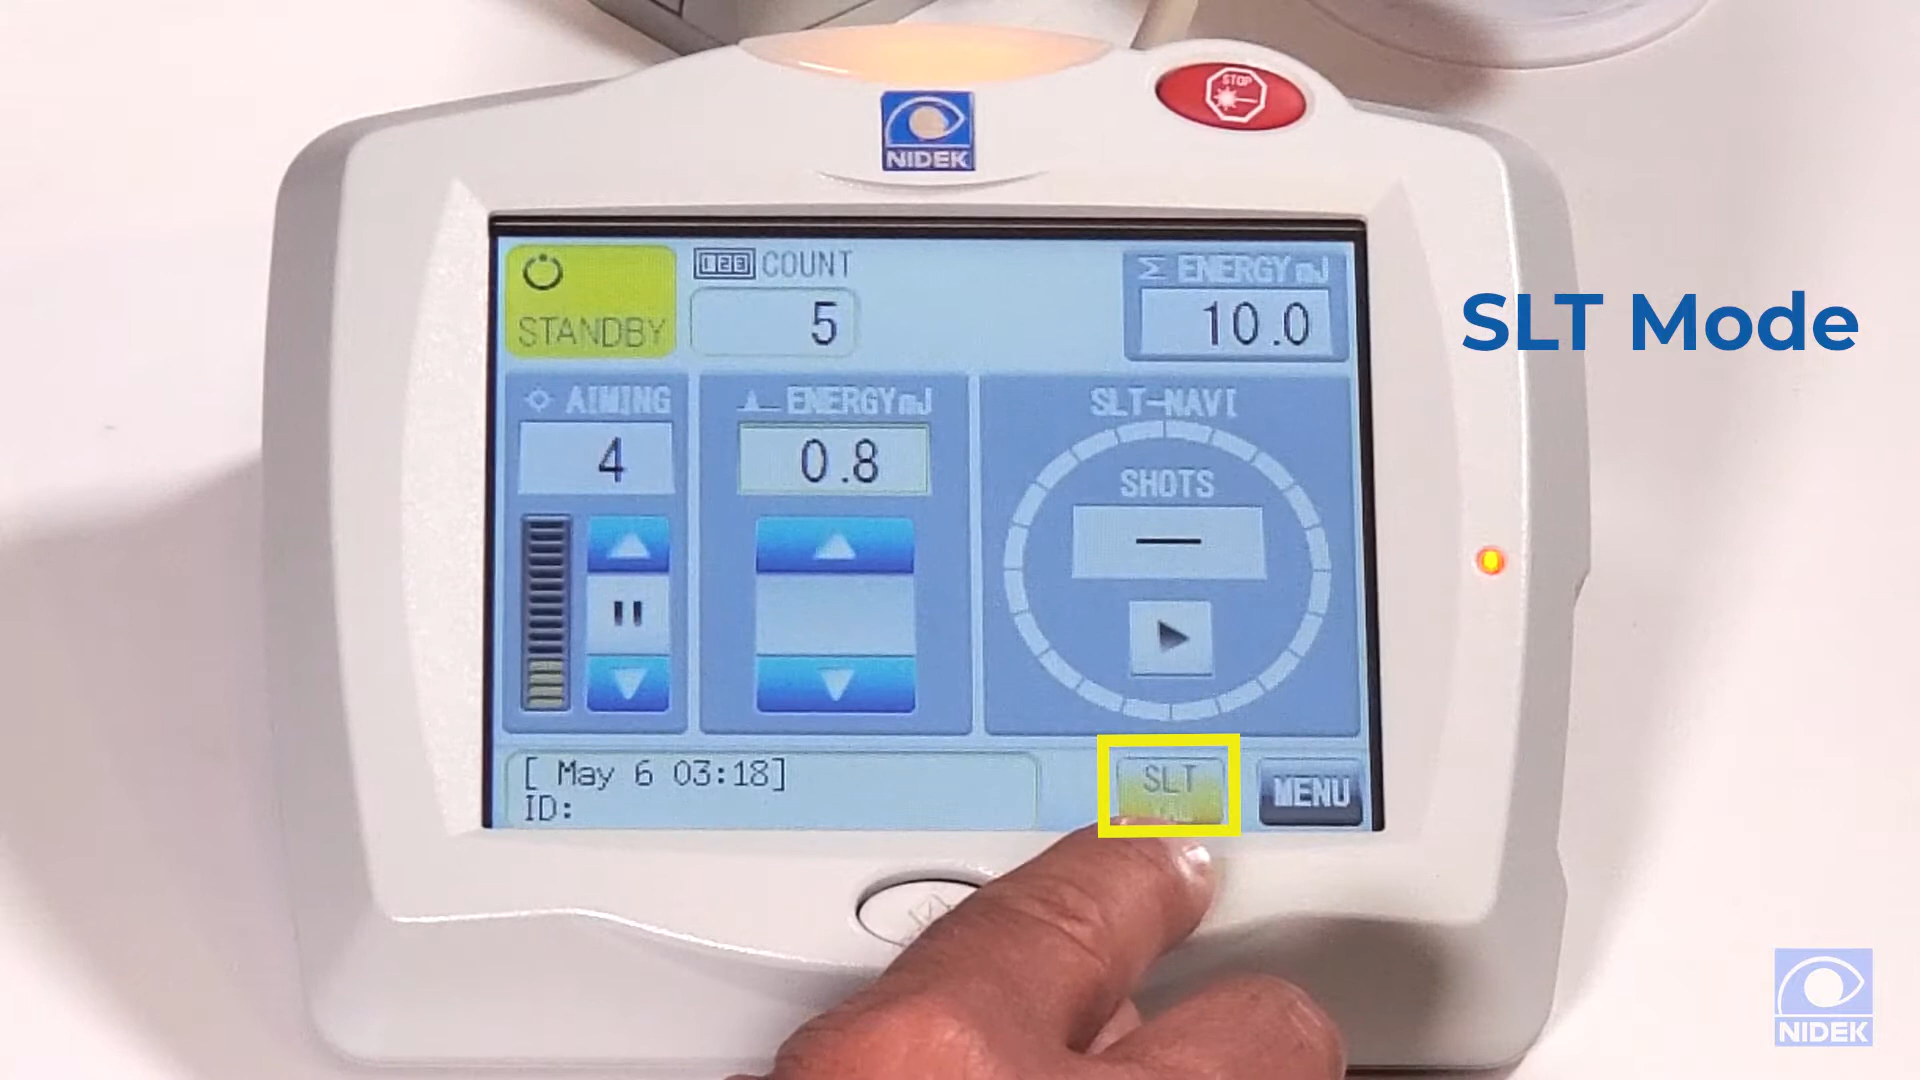 STOP
NIDEK
STANDBY
123 COUNT
5
Σ ENERGY mJ
10.0
SLT Mode
AIMING
4
ENERGY mJ
0.8
SLT-NAVI
SHOTS
—
[ May 6 03:18]
ID:
SLT
MENU
NIDEK